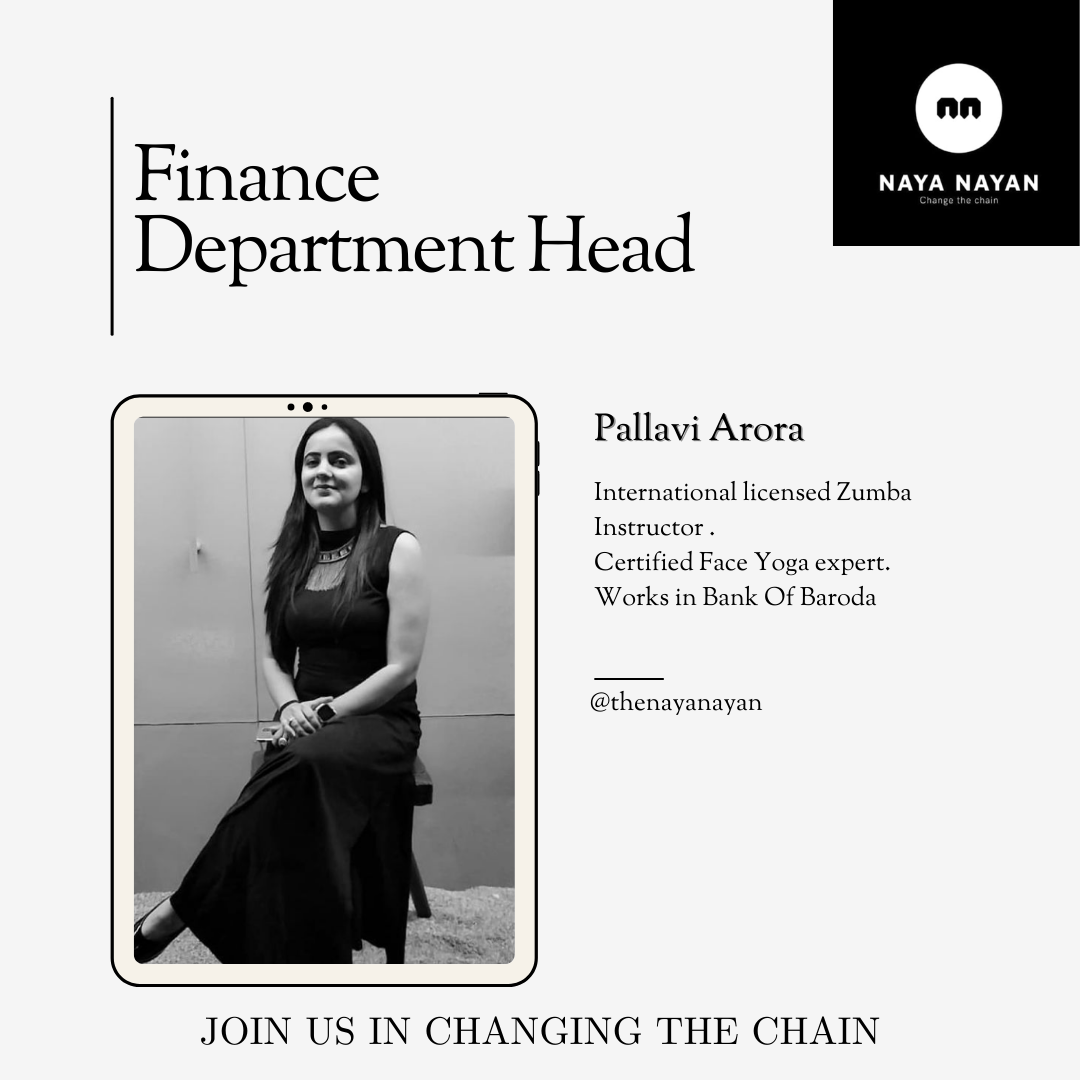 NAYA NAYAN
Change the chain
Finance
Department Head
Pallavi Arora
International licensed Zumba
Instructor .
Certified Face Yoga expert.
Works in Bank Of Baroda
@thenayanayan
JOIN US IN CHANGING THE CHAIN